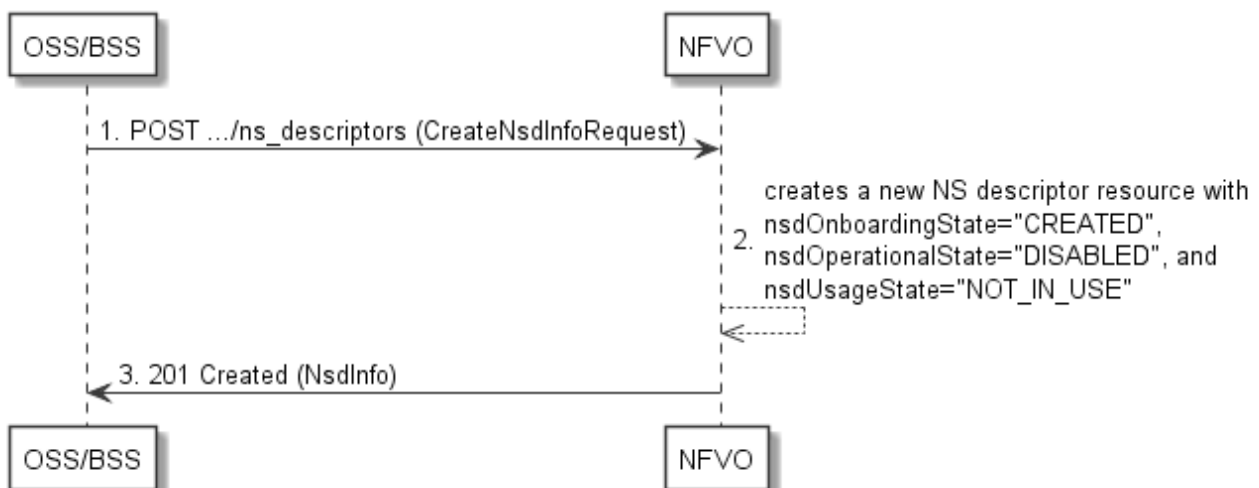 OSS/BSS
NFVO
1. POST .../ns_descriptors (CreateNsdInfoRequest)
creates a new NS descriptor resource with
2. nsdOnboardingState="CREATED",
nsdOperationalState="DISABLED", and
nsdUsageState="NOT_IN_USE"
3. 201 Created (NsdInfo)
OSS/BSS
NFVO